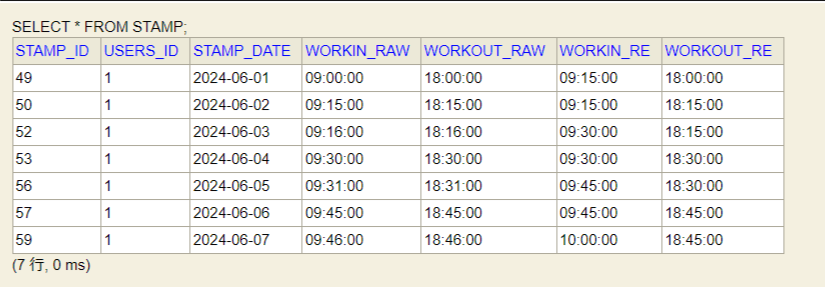 SELECT * FROM STAMP;
STAMP_ID USERS_ID STAMP_DATE WORKIN_RAW WORKOUT_RAW WORKIN_RE WORKOUT_RE
49 1 2024-06-01 09:00:00 18:00:00 09:15:00 18:00:00
50 1 2024-06-02 09:15:00 18:15:00 09:15:00 18:15:00
52 1 2024-06-03 09:16:00 18:16:00 09:30:00 18:15:00
53 1 2024-06-04 09:30:00 18:30:00 09:30:00 18:30:00
56 1 2024-06-05 09:31:00 18:31:00 09:45:00 18:30:00
57 1 2024-06-06 09:45:00 18:45:00 09:45:00 18:45:00
59 1 2024-06-07 09:46:00 18:46:00 10:00:00 18:45:00
(7 行, 0 ms)